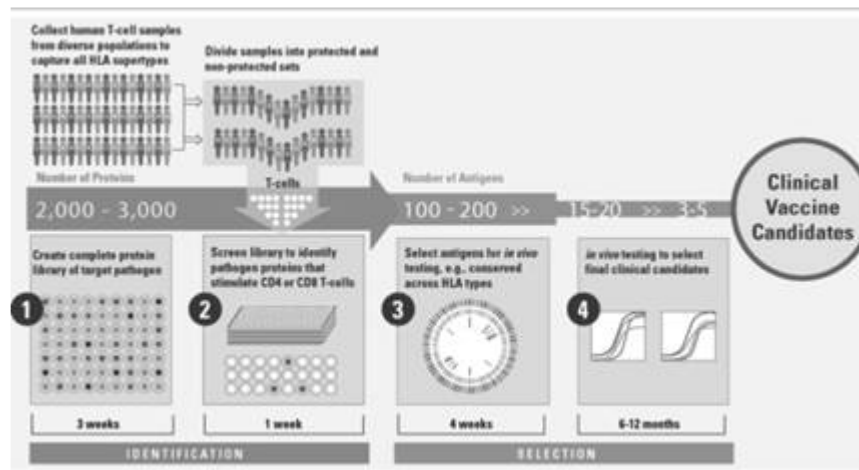 Collect human T-cell samples
from diverse populations to
capture all HLA supertypes
Divide samples into protected and
non-protected sets
Number of Proteins
T-cells
Number of Antigens
2,000 - 3,000
100 - 200 >>
15-20 >> 3-5
Clinical
Vaccine
Candidates
1
Create complete protein
library of target pathogen
2
Screen library to identify
pathogen proteins that
stimulate CD4 or CD8 T-cells
3
Select antigens for in vivo
testing, e.g., conserved
across HLA types
4
in vivo testing to select
final clinical candidates
3 weeks
1 week
4 weeks
6-12 months
IDENTIFICATION
SELECTION